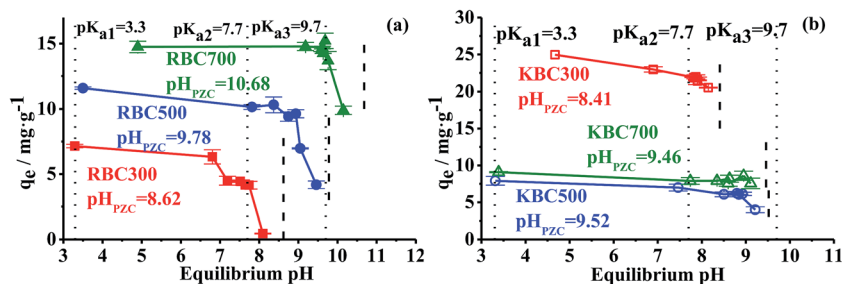 pKa1=3.3 pKa2=7.7 pKa3=9.7 (a)
RBC700
pHPZC=10.68
RBC500
pHPZC=9.78
RBC300
pHPZC=8.62
qe / mg·g-1
15
10
5
0
3 4 5 6 7 8 9 10 11 12
Equilibrium pH
pKa1=3.3 pKa2=7.7 pKa3=9.7 (b)
KBC300
pHPZC=8.41
KBC700
pHPZC=9.46
KBC500
pHPZC=9.52
qe / mg·g-1
30
25
20
15
10
5
0
3 4 5 6 7 8 9 10 11
Equilibrium pH